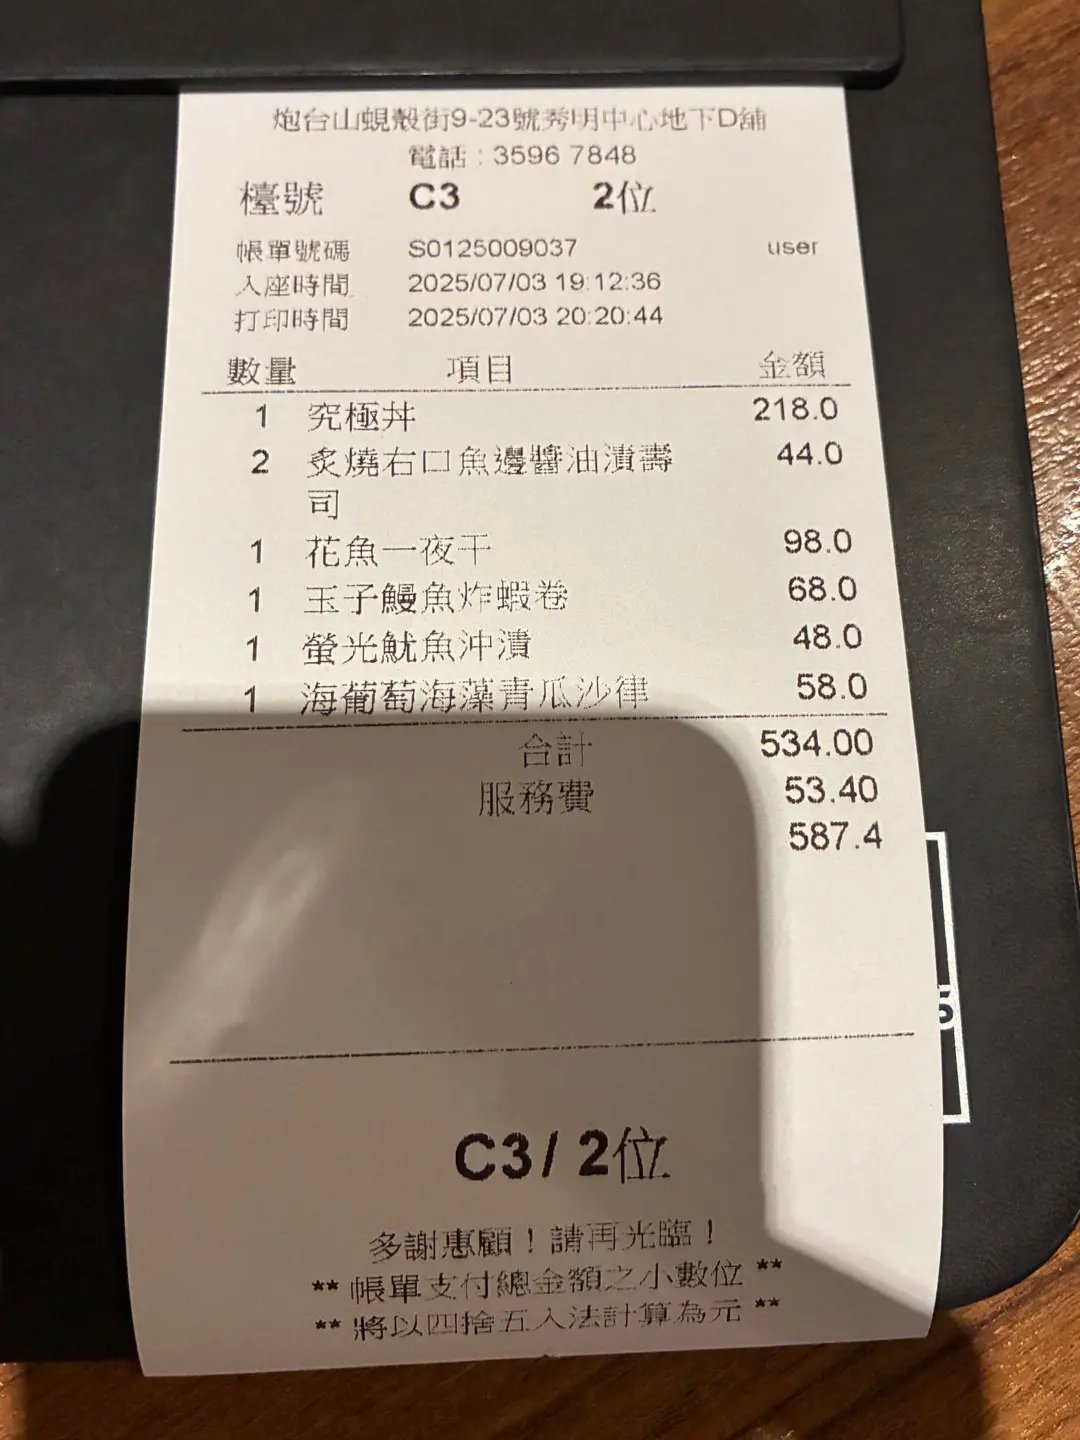 炮台山蜆殼街9-23號秀明中心地下D舖
電話：3596 7848
檯號 C3 2位
帳單號碼 S0125009037 user
入座時間 2025/07/03 19:12:36
打印時間 2025/07/03 20:20:44
數量 項目 金額
1 究極丼 218.0
2 炙燒右口魚邊醬油漬壽 44.0
司
1 花魚一夜干 98.0
1 玉子鰻魚炸蝦卷 68.0
1 螢光魷魚沖漬 48.0
1 海葡萄海藻青瓜沙律 58.0
合計 534.00
服務費 53.40
587.4
C3/ 2位
多謝惠顧！請再光臨！
** 帳單支付總金額之小數位 **
** 將以四捨五入法計算為元 **